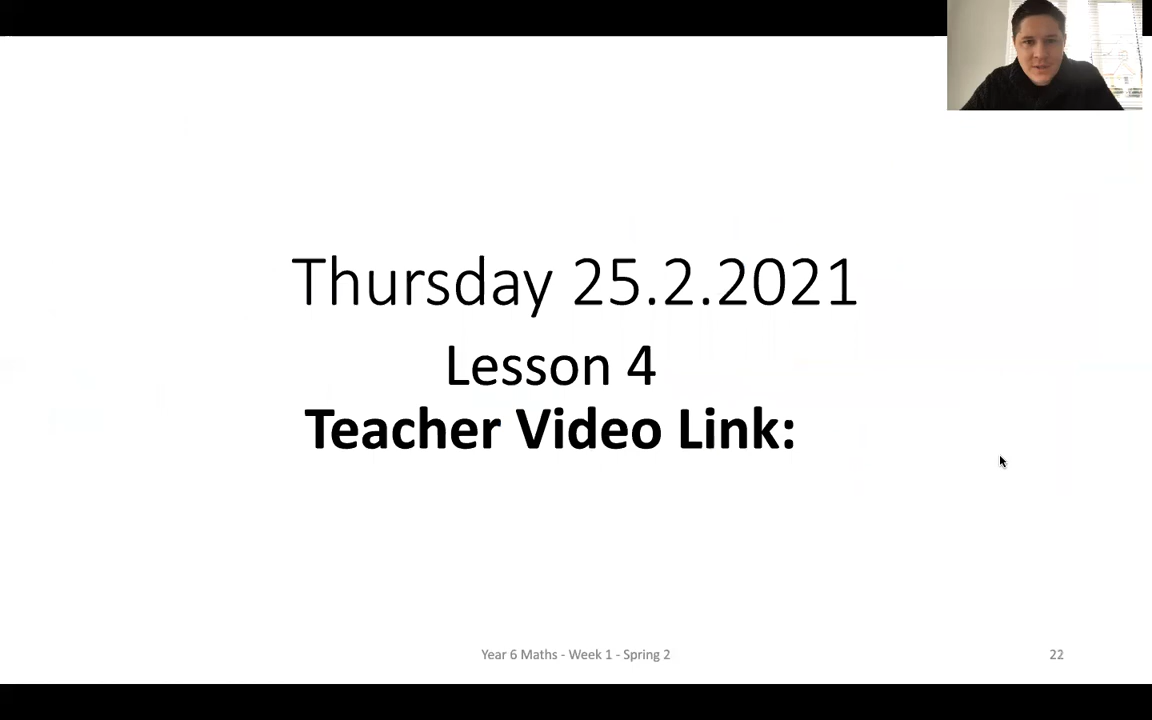 Thursday 25.2.2021
Lesson 4
Teacher Video Link:
Year 6 Maths - Week 1 - Spring 2
22